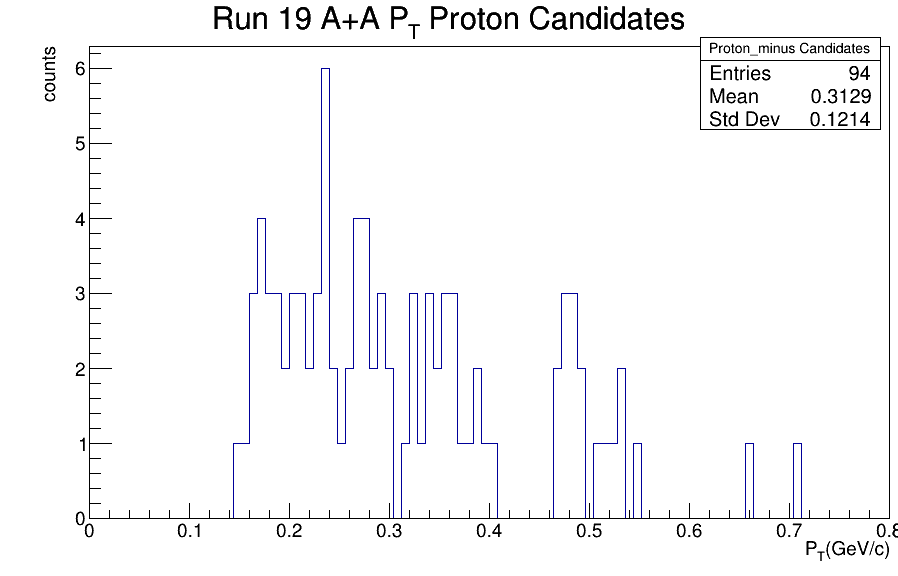 Run 19 A+A P_T Proton Candidates
counts
Proton_minus Candidates
Entries 94
Mean 0.3129
Std Dev 0.1214
6
5
4
3
2
1
0
0 0.1 0.2 0.3 0.4 0.5 0.6 0.7 0.8
P_T(GeV/c)